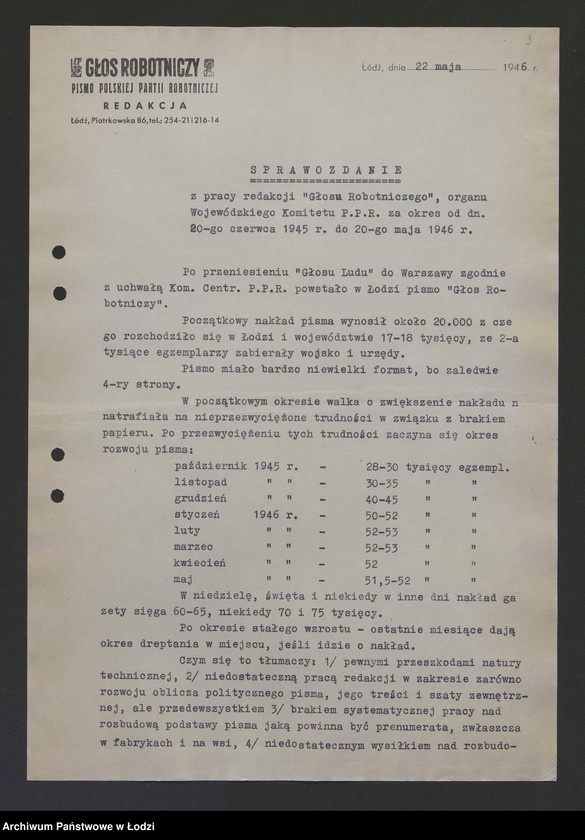 3
GŁOS ROBOTNICZY
PISMO POLSKIEJ PARTII ROBOTNICZEJ
REDAKCJA
Łódź, Piotrkowska 86, tel.: 254-21 i 216-14
Łódź, dnia 22 maja 1946 r.
SPRAWOZDANIE
z pracy redakcji "Głosu Robotniczego", organu
Wojewódzkiego Komitetu P.P.R. za okres od dn.
20-go czerwca 1945 r. do 20-go maja 1946 r.
Po przeniesieniu "Głosu Ludu" do Warszawy zgodnie
z uchwałą Kom. Centr. P.P.R. powstało w Łodzi pismo "Głos Ro-
botniczy".
Początkowy nakład pisma wynosił około 20.000 z cze
go rozchodziło się w Łodzi i województwie 17-18 tysięcy, ze 2-a
tysiące egzemplarzy zabierały wojsko i urzędy.
Pismo miało bardzo niewielki format, bo zaledwie
4-ry strony.
W początkowym okresie walka o zwiększenie nakładu n
natrafiała na nieprzezwyciężone trudności w związku z brakiem
papieru. Po przezwyciężeniu tych trudności zaczyna się okres
rozwoju pisma:
październik 1945 r. - 28-30 tysięcy egzempl.
listopad " " - 30-35 " "
grudzień " " - 40-45 " "
styczeń 1946 r. - 50-52 " "
luty " " - 52-53 " "
marzec " " - 52-53 " "
kwiecień " " - 52 " "
maj " " - 51,5-52 " "
W niedzielę, święta i niekiedy w inne dni nakład ga
zety sięga 60-65, niekiedy 70 i 75 tysięcy.
Po okresie stałego wzrostu - ostatnie miesiące dają
okres dreptania w miejscu, jeśli idzie o nakład.
Czym się to tłumaczy: 1/ pewnymi przeszkodami natury
technicznej, 2/ niedostateczną pracą redakcji w zakresie zarówno
rozwoju oblicza politycznego pisma, jego treści i szaty zewnętrz-
nej, ale przedewszystkiem 3/ brakiem systematycznej pracy nad
rozbudową podstawy pisma jaką powinna być prenumerata, zwłaszcza
w fabrykach i na wsi, 4/ niedostatecznym wysiłkiem nad rozbudo-
Archiwum Państwowe w Łodzi